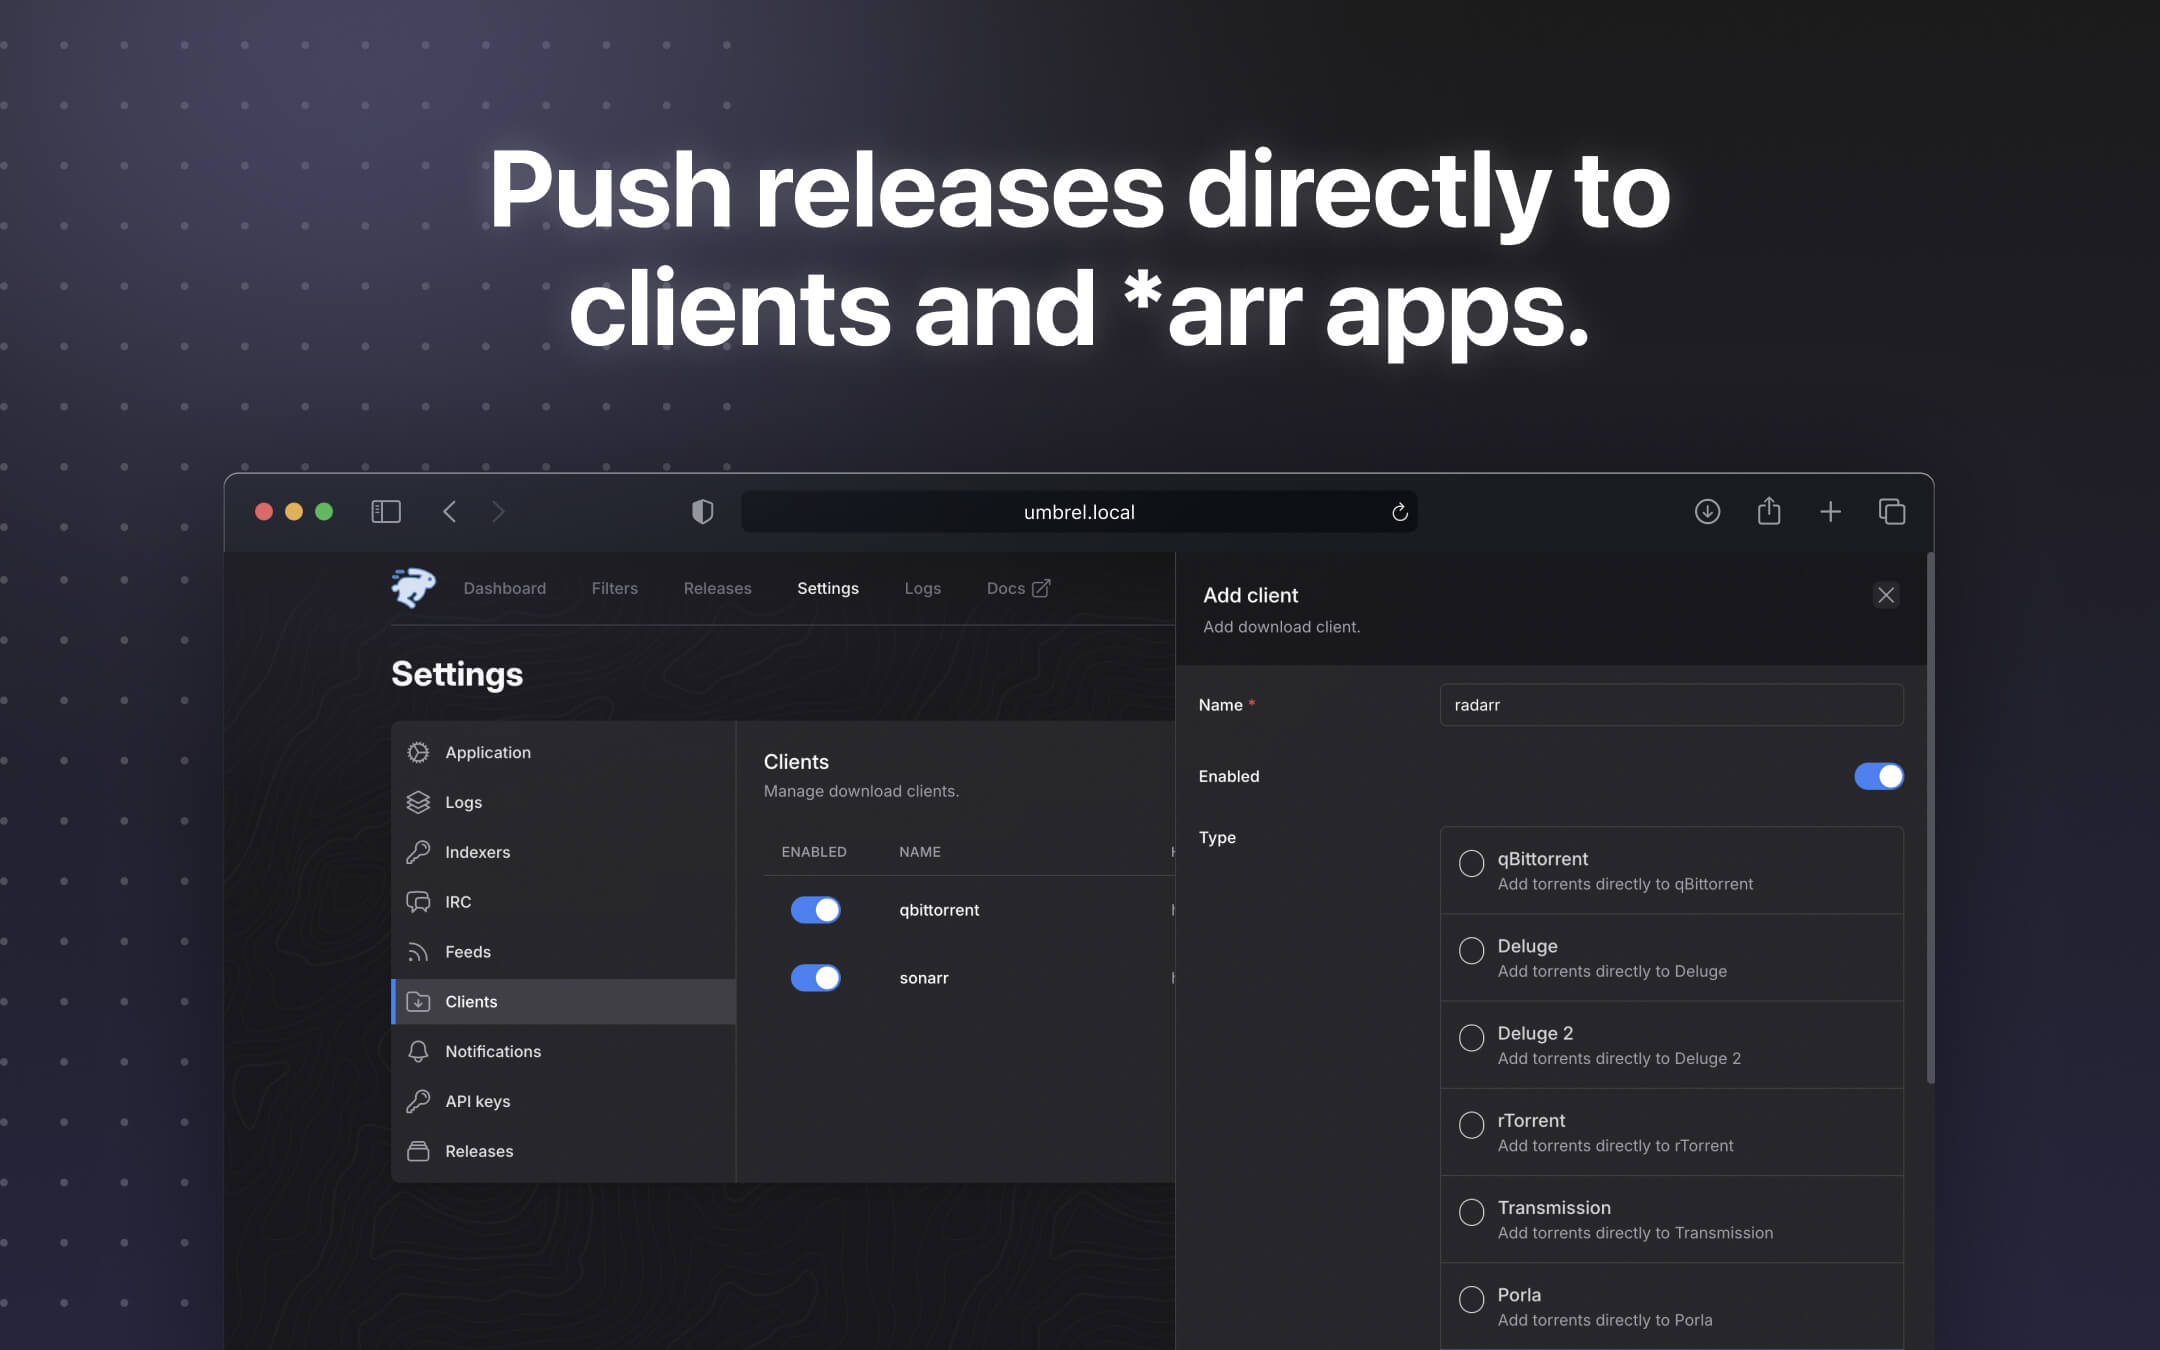 Push releases directly to
clients and *arr apps.
umbrel.local
Dashboard Filters Releases Settings Logs Docs
Settings
Application
Logs
Indexers
IRC
Feeds
Clients
Notifications
API keys
Releases
Clients
Manage download clients.
ENABLED NAME
qbittorrent
sonarr
Add client
Add download client.
Name * radarr
Enabled
Type
qBittorrent
Add torrents directly to qBittorrent
Deluge
Add torrents directly to Deluge
Deluge 2
Add torrents directly to Deluge 2
rTorrent
Add torrents directly to rTorrent
Transmission
Add torrents directly to Transmission
Porla
Add torrents directly to Porla